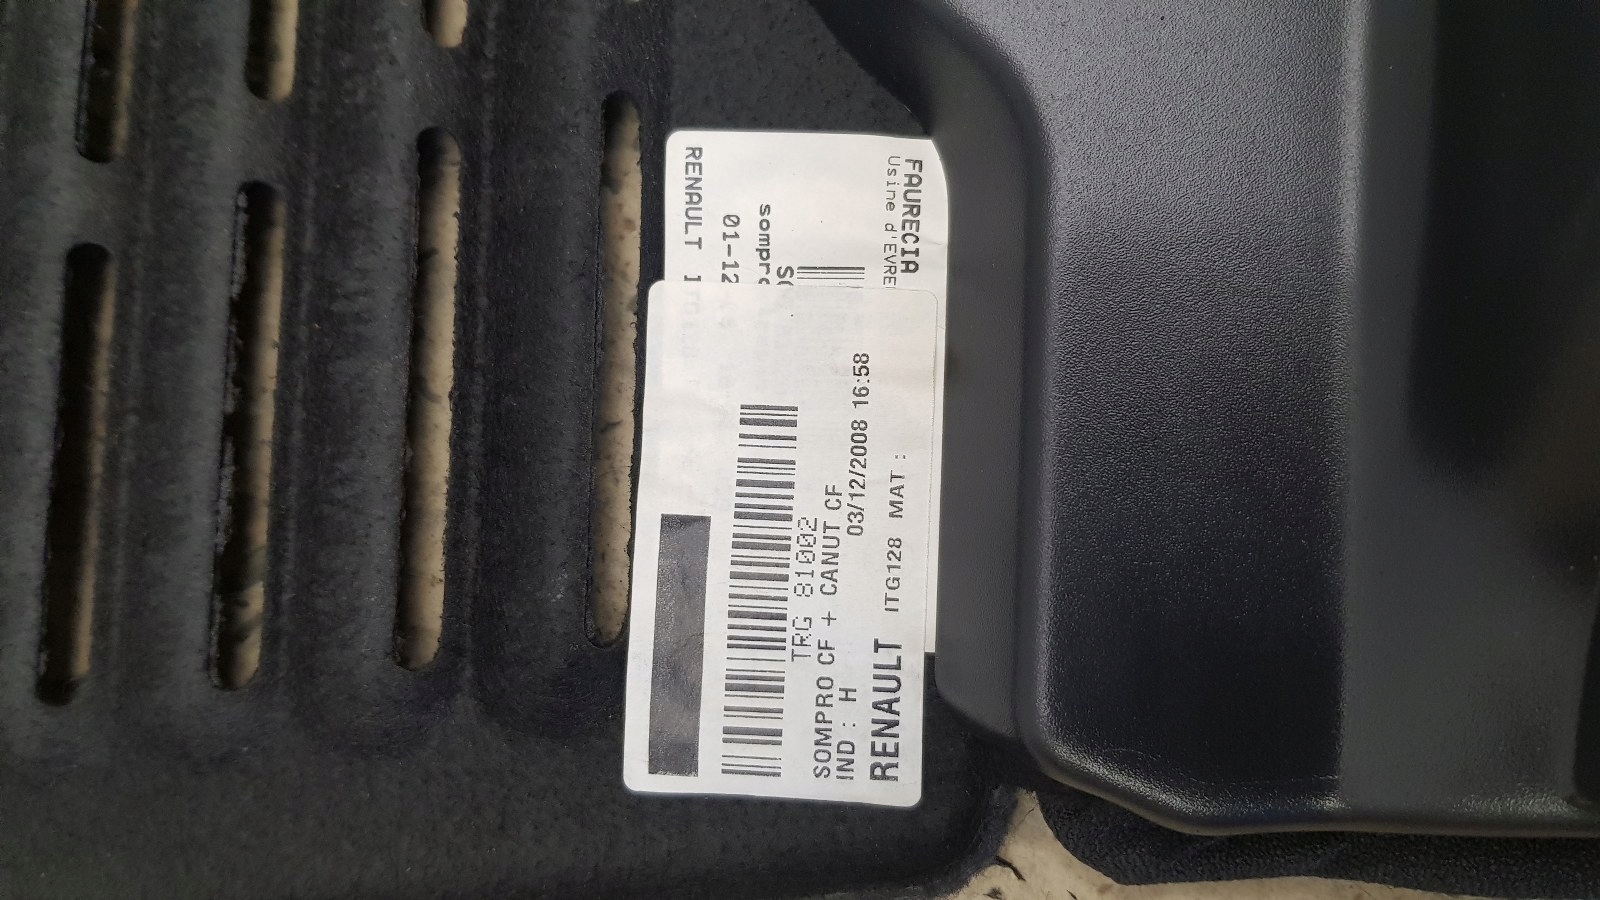 FAURECIA
Usine d'EVRE
sompro
01-12
RENAULT
TRG 81002
SOMPRO CF + CANUT CF
IND : H
03/12/2008 16:58
RENAULT ITG128 MAT :